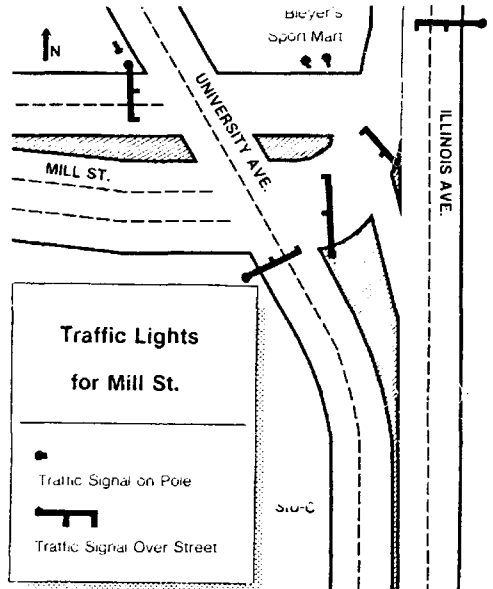 Bleyer's
Sport Mart
N
UNIVERSITY AVE.
ILLINOIS AVE.
MILL ST.
Traffic Lights
for Mill St.
Traffic Signal on Pole
Traffic Signal Over Street